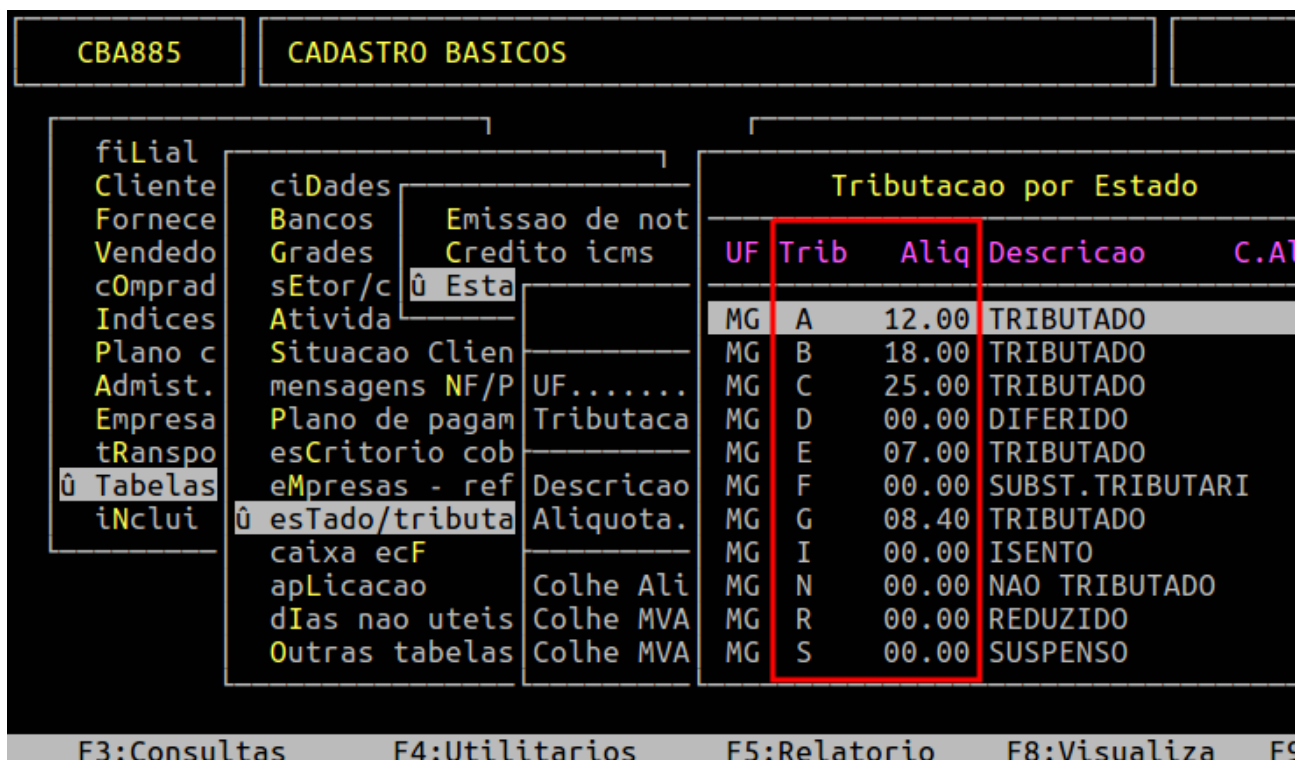 CBA885 CADASTRO BASICOS
fiLial
Cliente ciDades Tributacao por Estado
Fornece Bancos Emissao de not
Vendedo Grades Credito icms UF Trib Aliq Descricao C.Al
cOmprad sEtor/c û Esta
Indices Ativida MG A 12.00 TRIBUTADO
Plano c Situacao Clien MG B 18.00 TRIBUTADO
Admist. mensagens NF/P UF....... MG C 25.00 TRIBUTADO
Empresa Plano de pagam Tributaca MG D 00.00 DIFERIDO
tRanspo esCritorio cob MG E 07.00 TRIBUTADO
û Tabelas eMpresas - ref Descricao MG F 00.00 SUBST.TRIBUTARI
iNclui û esTado/tributa Aliquota. MG G 08.40 TRIBUTADO
caixa ecF MG I 00.00 ISENTO
apLicacao Colhe Ali MG N 00.00 NAO TRIBUTADO
dIas nao uteis Colhe MVA MG R 00.00 REDUZIDO
Outras tabelas Colhe MVA MG S 00.00 SUSPENSO
F3:Consultas F4:Utilitarios F5:Relatorio F8:Visualiza F9